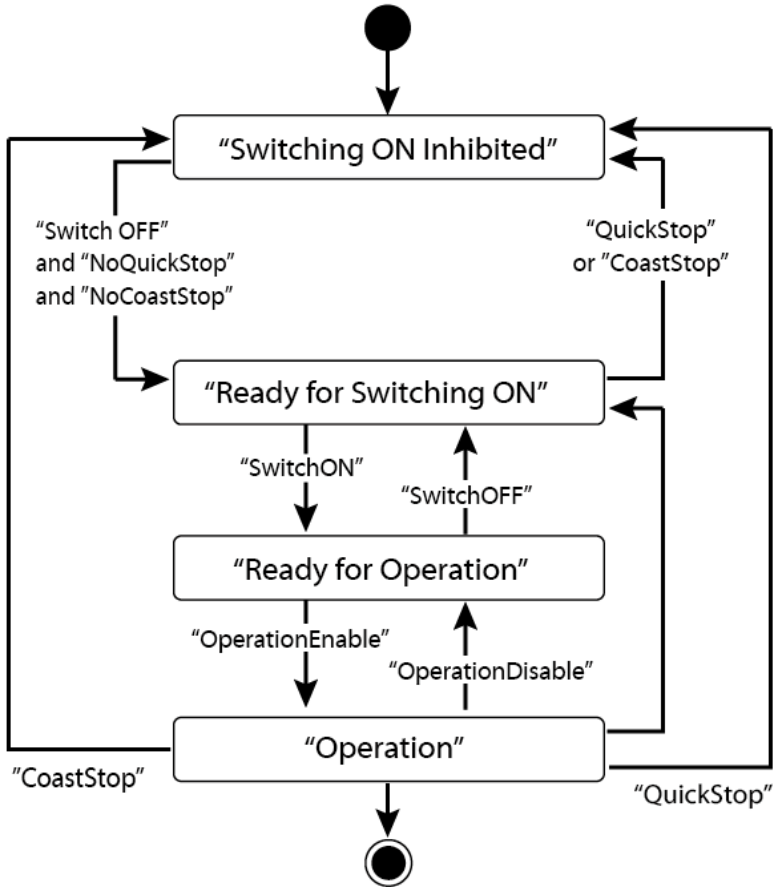 “Switching ON Inhibited”
“Switch OFF”
and “NoQuickStop”
and ”NoCoastStop”
“QuickStop”
or ”CoastStop”
“Ready for Switching ON”
“SwitchON”
“SwitchOFF”
“Ready for Operation”
“OperationEnable”
“OperationDisable”
“Operation”
”CoastStop”
“QuickStop”